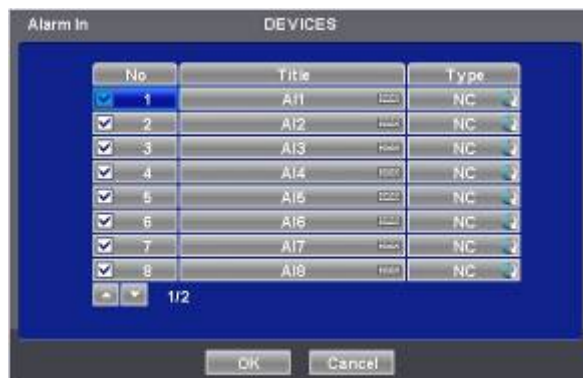 Alarm In DEVICES
No Title Type
1 AI1 NC
2 AI2 NC
3 AI3 NC
4 AI4 NC
5 AI5 NC
6 AI6 NC
7 AI7 NC
8 AI8 NC
1/2
OK Cancel